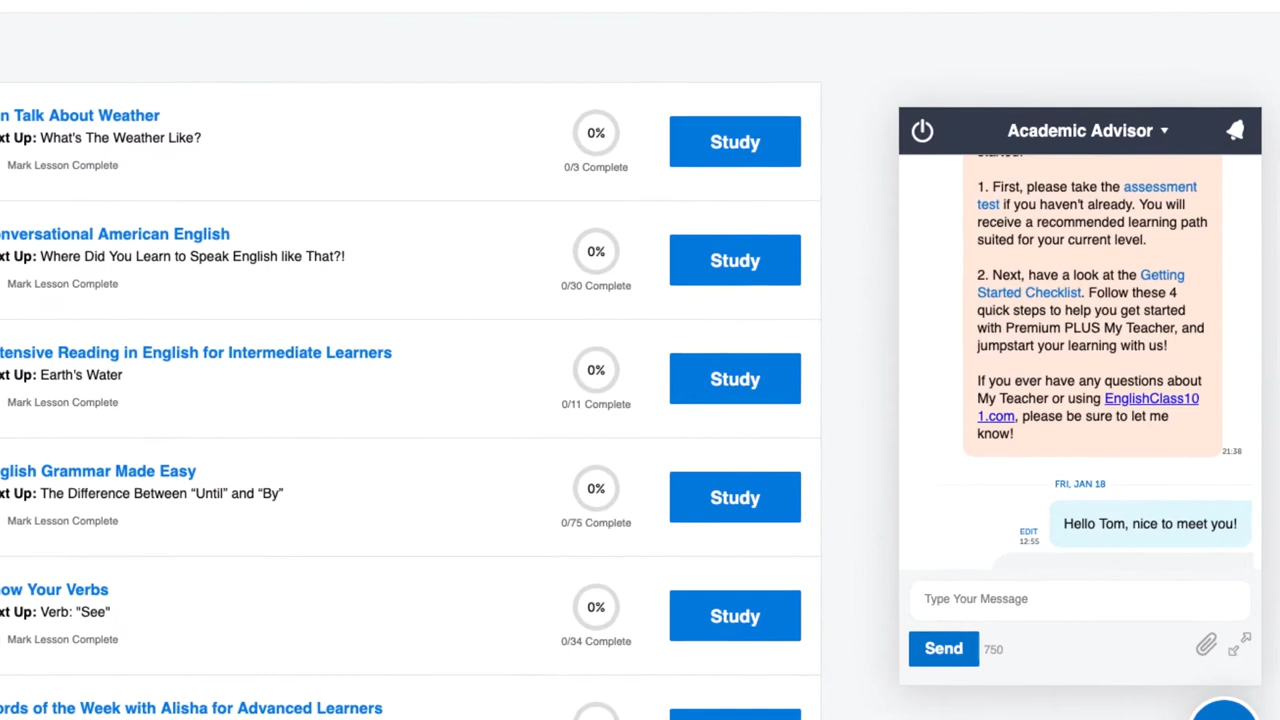 n Talk About Weather
xt Up: What's The Weather Like?
Mark Lesson Complete
0%
0/3 Complete
Study
nversational American English
xt Up: Where Did You Learn to Speak English like That?!
Mark Lesson Complete
0%
0/30 Complete
Study
tensive Reading in English for Intermediate Learners
xt Up: Earth's Water
Mark Lesson Complete
0%
0/11 Complete
Study
glish Grammar Made Easy
xt Up: The Difference Between “Until” and “By”
Mark Lesson Complete
0%
0/75 Complete
Study
ow Your Verbs
xt Up: Verb: "See"
Mark Lesson Complete
0%
0/34 Complete
Study
ords of the Week with Alisha for Advanced Learners
Academic Advisor
started:
1. First, please take the assessment
test if you haven't already. You will
receive a recommended learning path
suited for your current level.
2. Next, have a look at the Getting
Started Checklist. Follow these 4
quick steps to help you get started
with Premium PLUS My Teacher, and
jumpstart your learning with us!
If you ever have any questions about
My Teacher or using EnglishClass10
1.com, please be sure to let me
know!
21:38
FRI, JAN 18
Hello Tom, nice to meet you!
EDIT
12:55
Type Your Message
Send
750